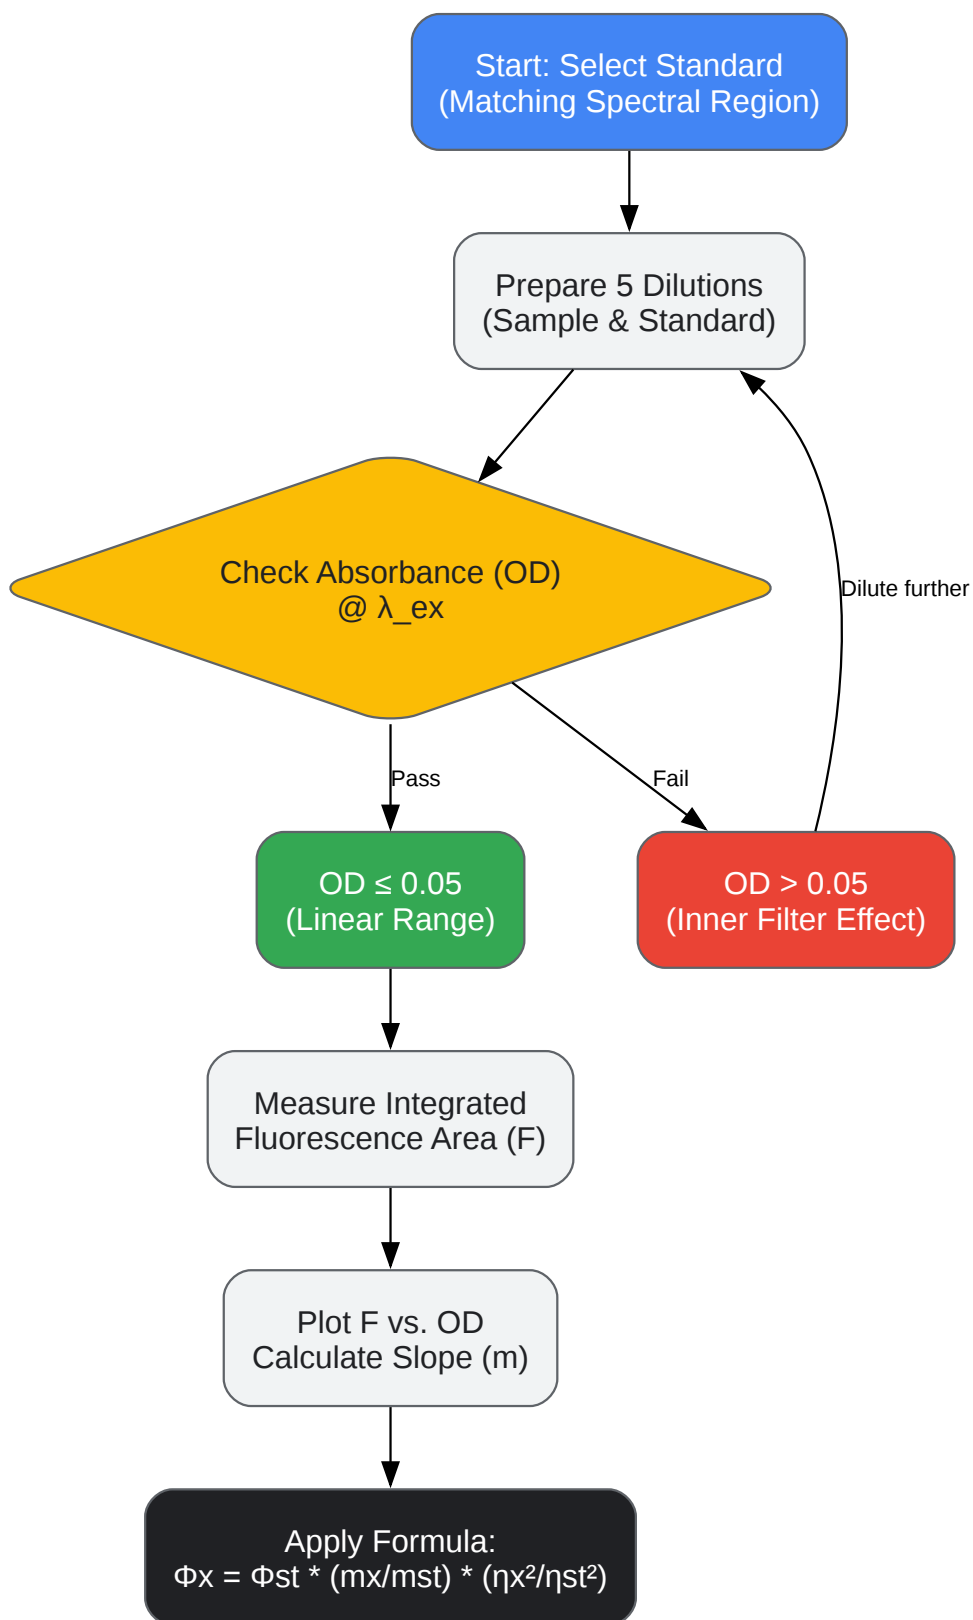 Start: Select Standard
(Matching Spectral Region)
Prepare 5 Dilutions
(Sample & Standard)
Check Absorbance (OD)
@ λ_ex
Dilute further
Pass
Fail
OD ≤ 0.05
(Linear Range)
OD > 0.05
(Inner Filter Effect)
Measure Integrated
Fluorescence Area (F)
Plot F vs. OD
Calculate Slope (m)
Apply Formula:
Φx = Φst * (mx/mst) * (ηx²/ηst²)